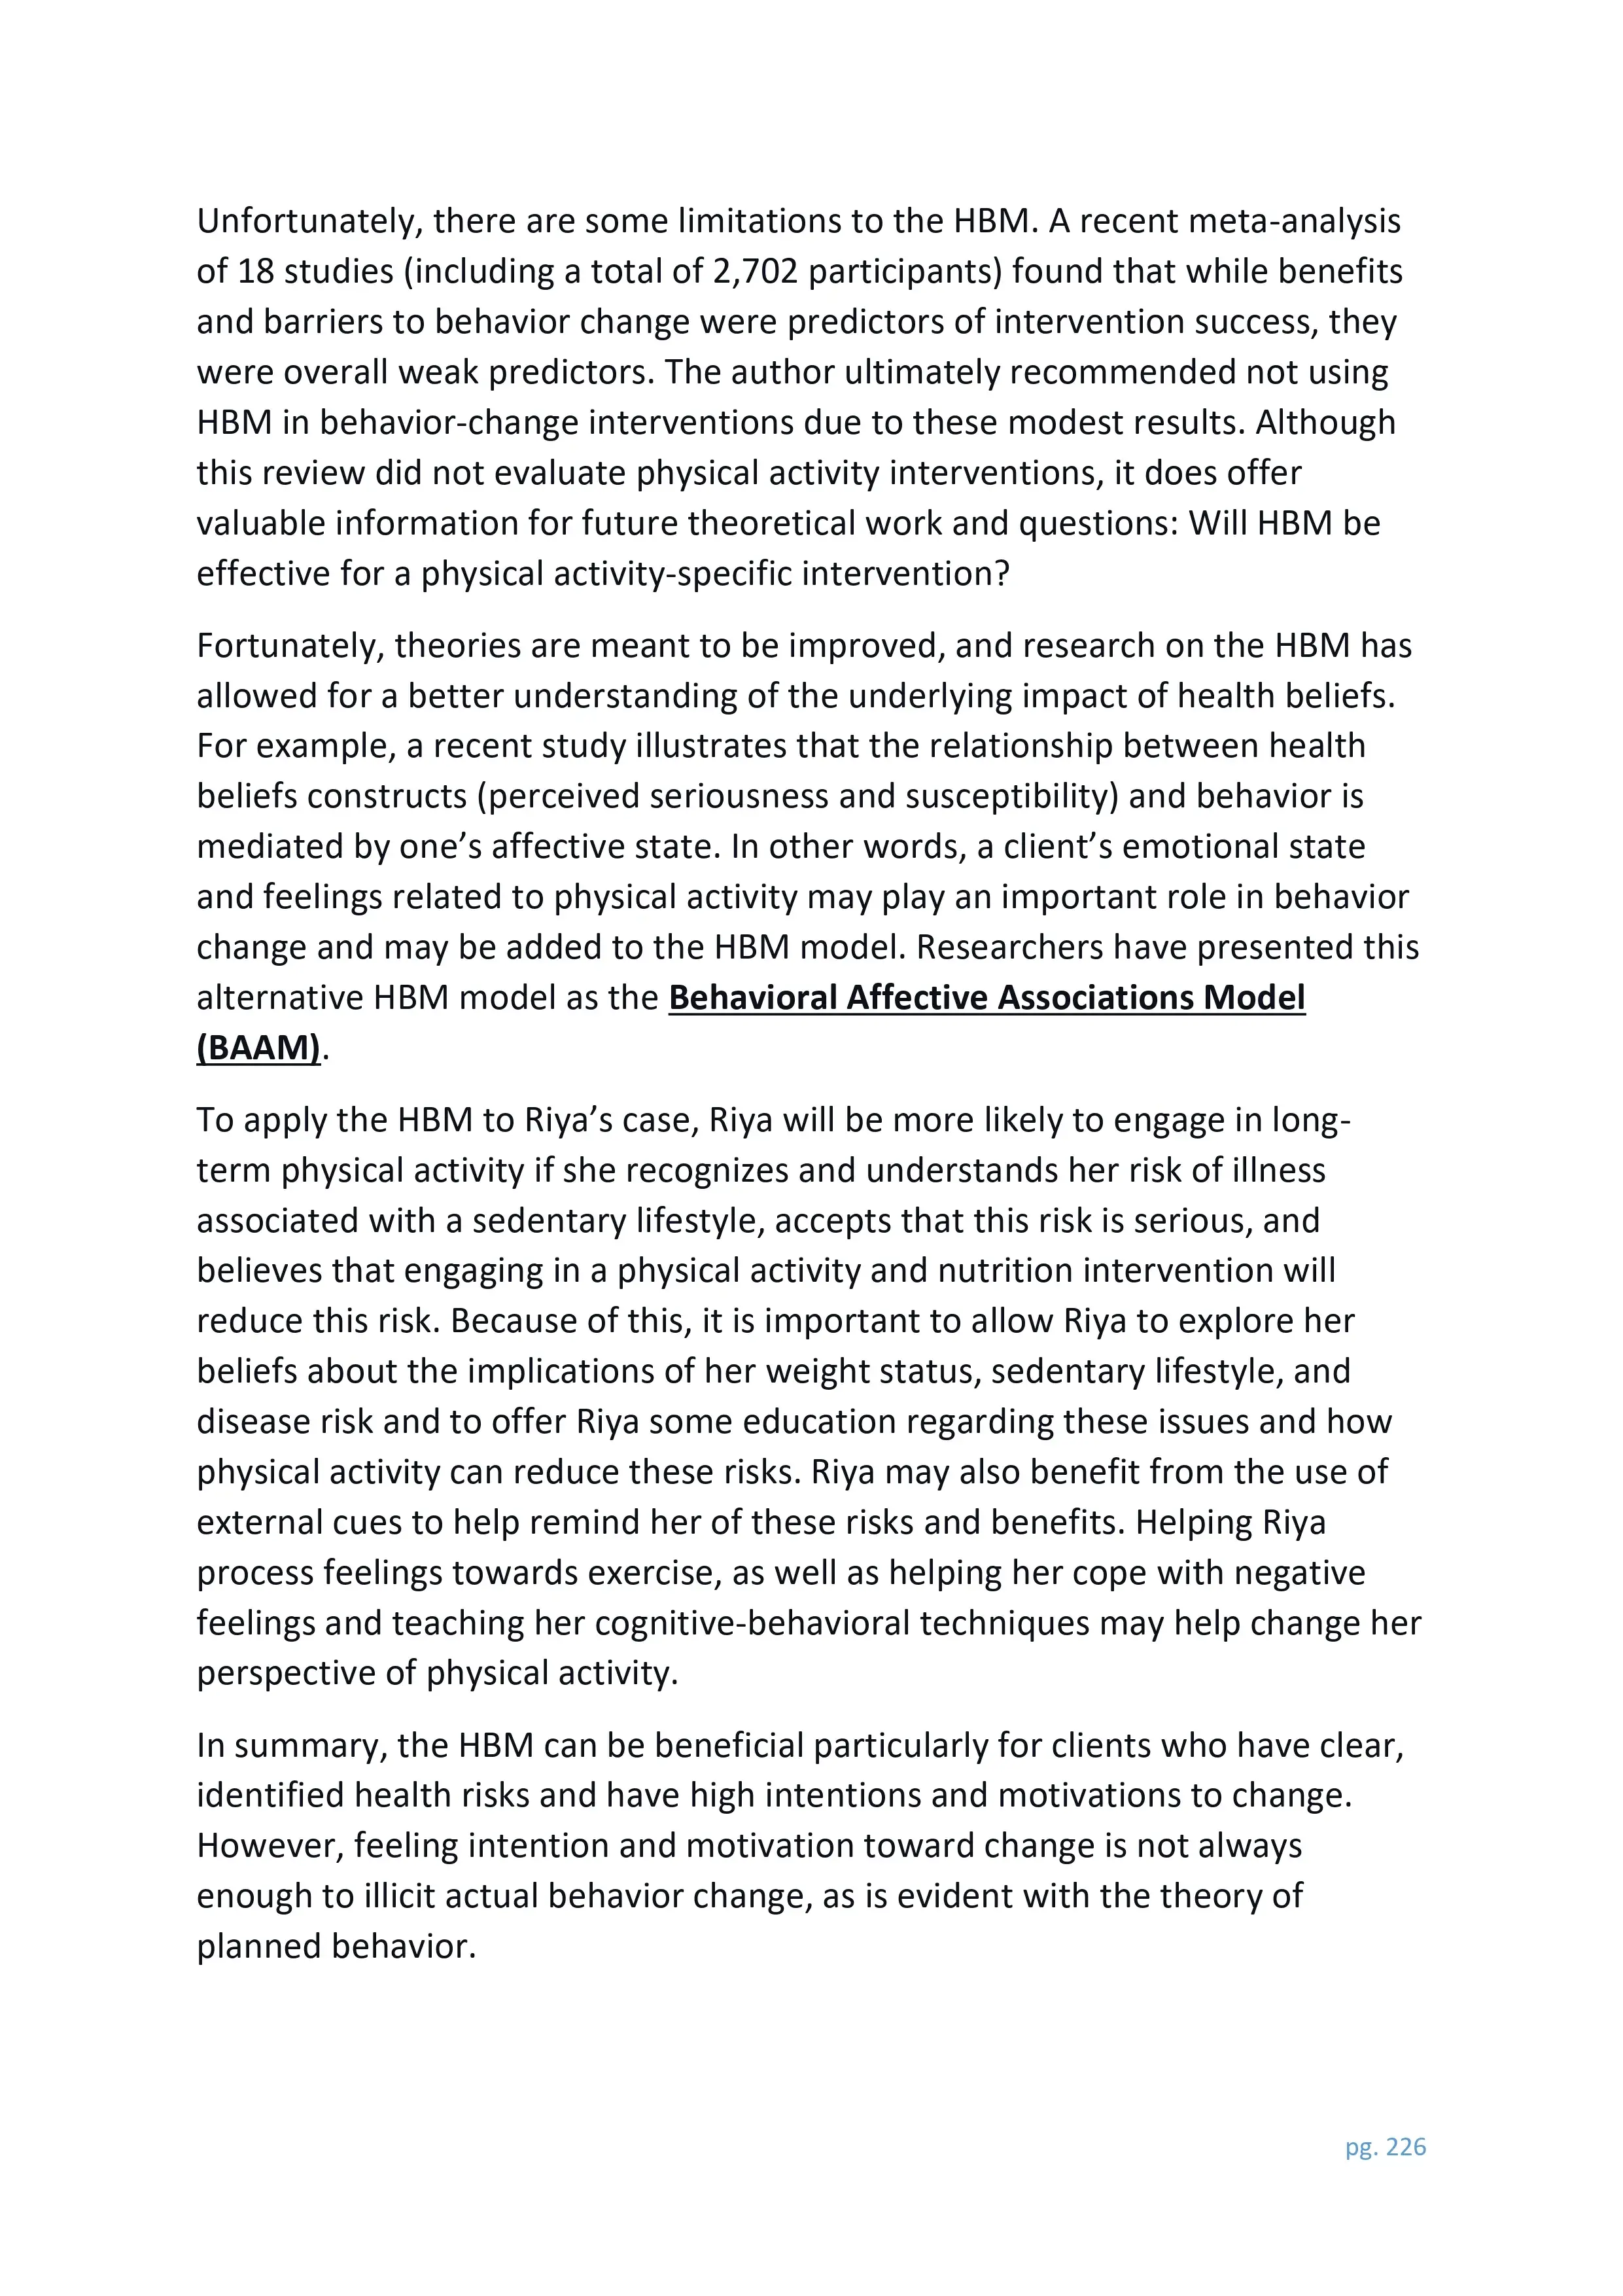 Unfortunately, there are some limitations to the HBM. A recent meta-analysis
of 18 studies (including a total of 2,702 participants) found that while benefits
and barriers to behavior change were predictors of intervention success, they
were overall weak predictors. The author ultimately recommended not using
HBM in behavior-change interventions due to these modest results. Although
this review did not evaluate physical activity interventions, it does offer
valuable information for future theoretical work and questions: Will HBM be
effective for a physical activity-specific intervention?
Fortunately, theories are meant to be improved, and research on the HBM has
allowed for a better understanding of the underlying impact of health beliefs.
For example, a recent study illustrates that the relationship between health
beliefs constructs (perceived seriousness and susceptibility) and behavior is
mediated by one’s affective state. In other words, a client’s emotional state
and feelings related to physical activity may play an important role in behavior
change and may be added to the HBM model. Researchers have presented this
alternative HBM model as the Behavioral Affective Associations Model
(BAAM).
To apply the HBM to Riya’s case, Riya will be more likely to engage in long-
term physical activity if she recognizes and understands her risk of illness
associated with a sedentary lifestyle, accepts that this risk is serious, and
believes that engaging in a physical activity and nutrition intervention will
reduce this risk. Because of this, it is important to allow Riya to explore her
beliefs about the implications of her weight status, sedentary lifestyle, and
disease risk and to offer Riya some education regarding these issues and how
physical activity can reduce these risks. Riya may also benefit from the use of
external cues to help remind her of these risks and benefits. Helping Riya
process feelings towards exercise, as well as helping her cope with negative
feelings and teaching her cognitive-behavioral techniques may help change her
perspective of physical activity.
In summary, the HBM can be beneficial particularly for clients who have clear,
identified health risks and have high intentions and motivations to change.
However, feeling intention and motivation toward change is not always
enough to illicit actual behavior change, as is evident with the theory of
planned behavior.
pg. 226